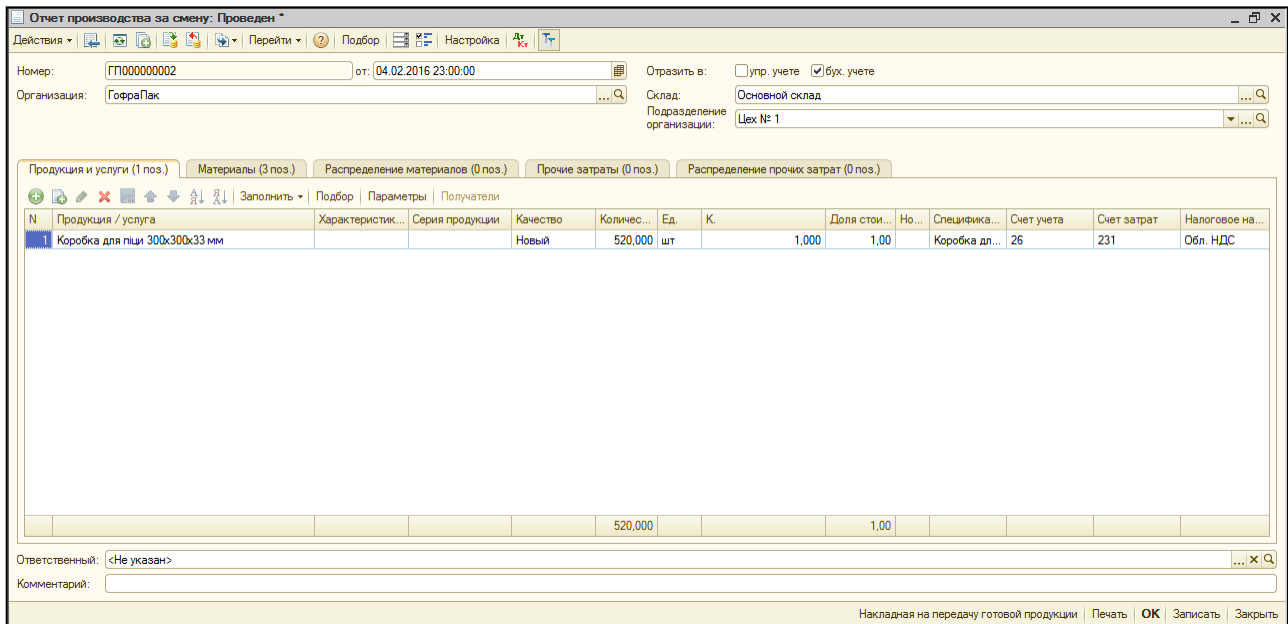 Отчет производства за смену: Проведен *
Действия Перейти Подбор Настройка Дт Кт Тт
Номер: ГП000000002 от: 04.02.2016 23:00:00 Отразить в: упр. учете бух. учете
Организация: ГофраПак ... Склад: Основной склад ...
Подразделение
организации: Цех № 1 ...
Продукция и услуги (1 поз.) Материалы (3 поз.) Распределение материалов (0 поз.) Прочие затраты (0 поз.) Распределение прочих затрат (0 поз.)
Заполнить Подбор Параметры Получатели
N Продукция / услуга Характеристик... Серия продукции Качество Количес... Ед. К. Доля стои... Но... Специфика... Счет учета Счет затрат Налоговое на...
1 Коробка для піци 300х300х33 мм Новый 520,000 шт 1,000 1,00 Коробка дл... 26 231 Обл. НДС
520,000 1,00
Ответственный: <Не указан> ...
Комментарий:
Накладная на передачу готовой продукции Печать OK Записать Закрыть